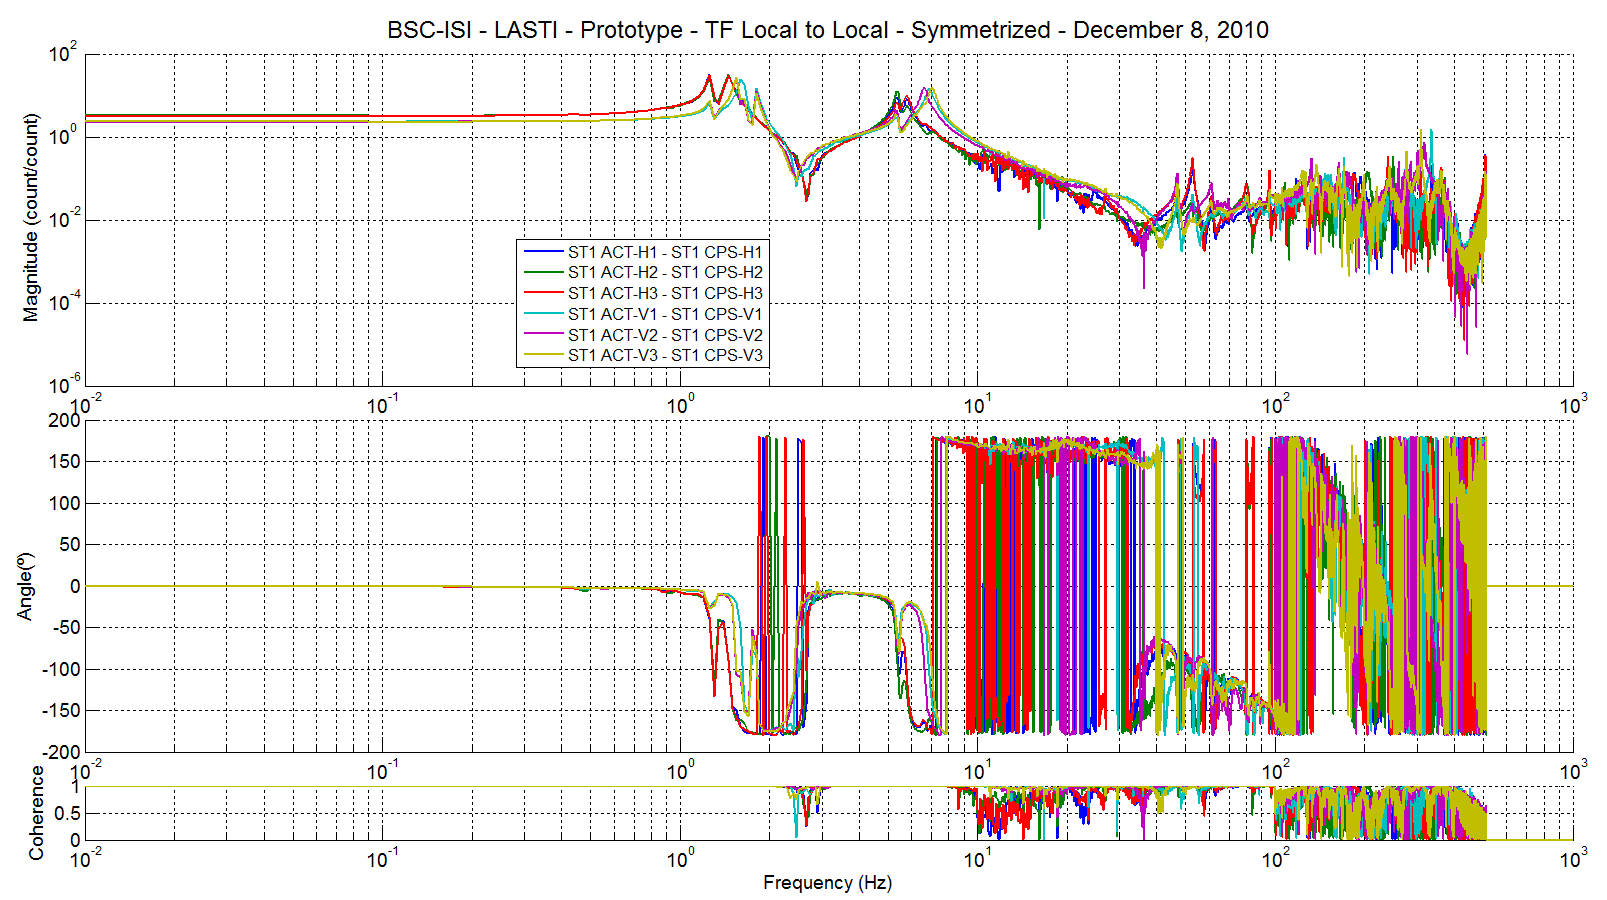 BSC-ISI - LASTI - Prototype - TF Local to Local - Symmetrized - December 8, 2010
Magnitude (count/count)
10^2
10^0
10^-2
10^-4
10^-6
ST1 ACT-H1 - ST1 CPS-H1
ST1 ACT-H2 - ST1 CPS-H2
ST1 ACT-H3 - ST1 CPS-H3
ST1 ACT-V1 - ST1 CPS-V1
ST1 ACT-V2 - ST1 CPS-V2
ST1 ACT-V3 - ST1 CPS-V3
10^-2 10^-1 10^0 10^1 10^2 10^3
Angle(º)
200
150
100
50
0
-50
-100
-150
-200
10^-2 10^-1 10^0 10^1 10^2 10^3
Coherence
1
0.5
0
10^-2 10^-1 10^0 10^1 10^2 10^3
Frequency (Hz)